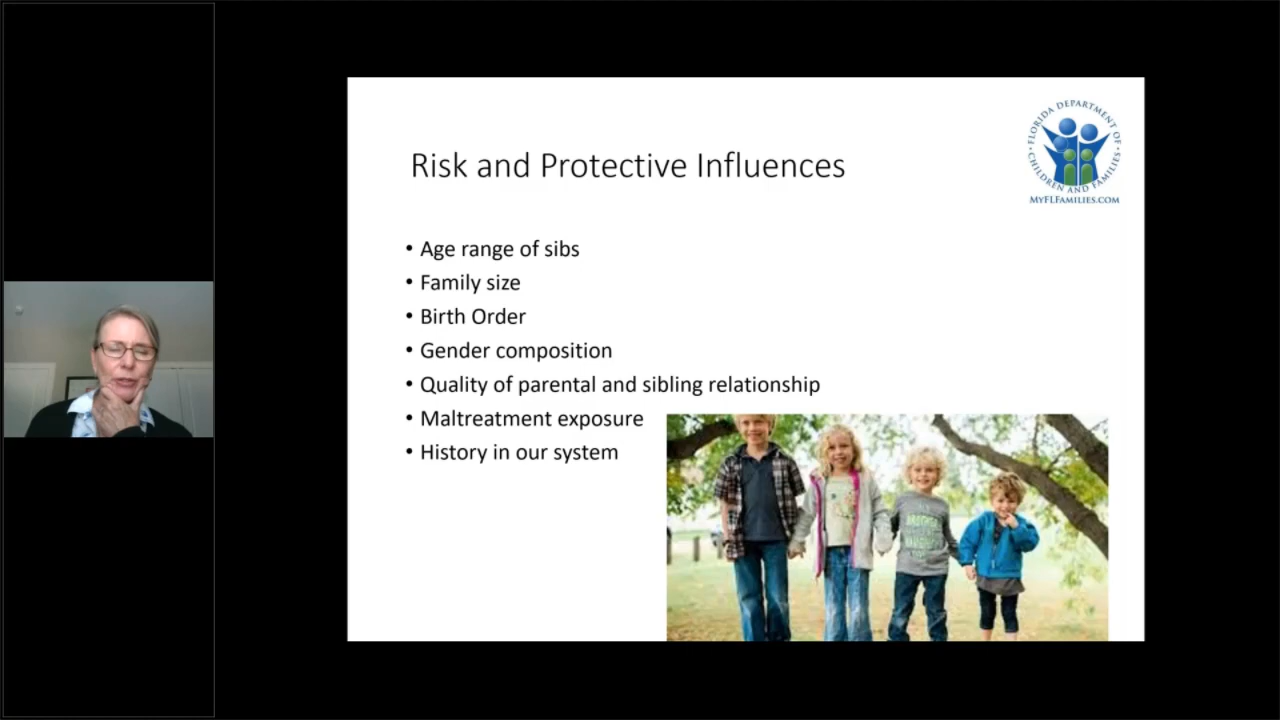 Risk and Protective Influences
FLORIDA DEPARTMENT OF CHILDREN AND FAMILIES
MYFLFAMILIES.COM
• Age range of sibs
• Family size
• Birth Order
• Gender composition
• Quality of parental and sibling relationship
• Maltreatment exposure
• History in our system